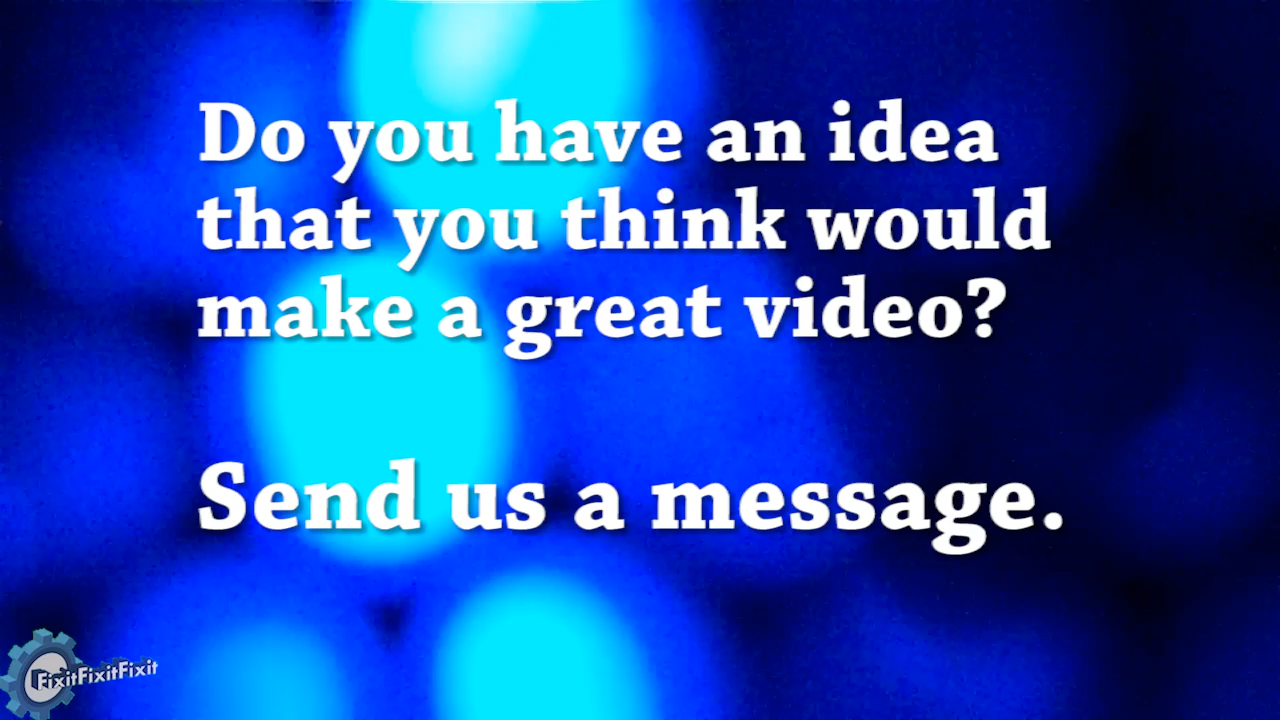 Do you have an idea
that you think would
make a great video?
Send us a message.
FixitFixitFixit